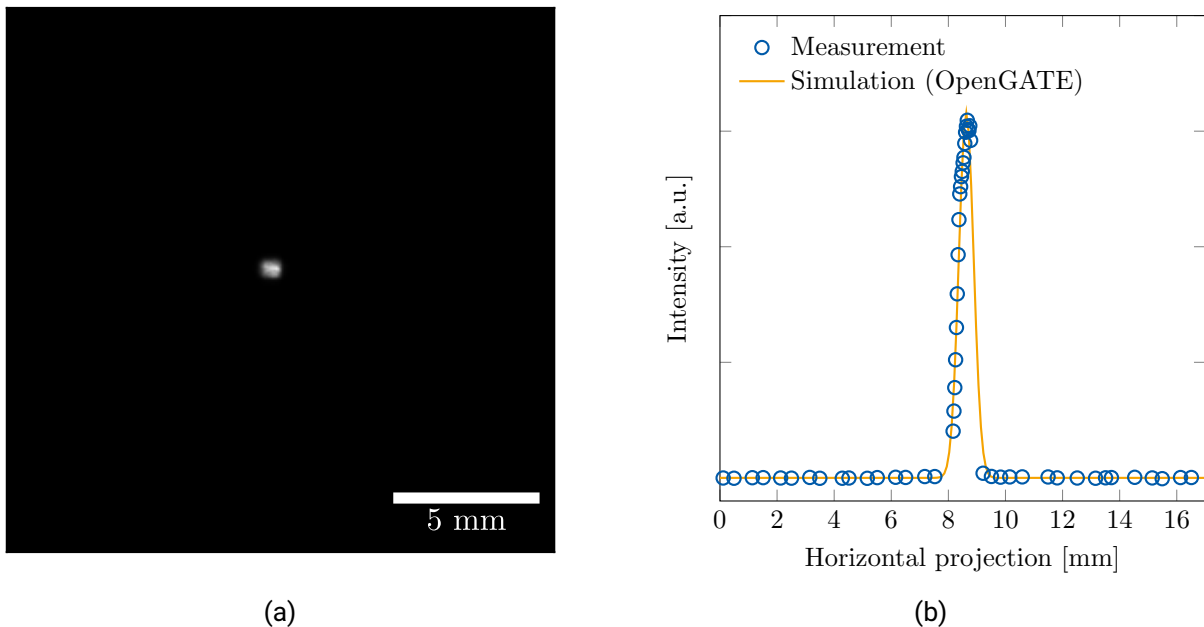 5 mm
(a)
Measurement
Simulation (OpenGATE)
Intensity [a.u.]
0 2 4 6 8 10 12 14 16
Horizontal projection [mm]
(b)